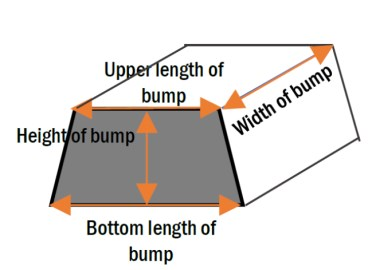 Upper length of
bump
Width of bump
Height of bump
Bottom length of
bump